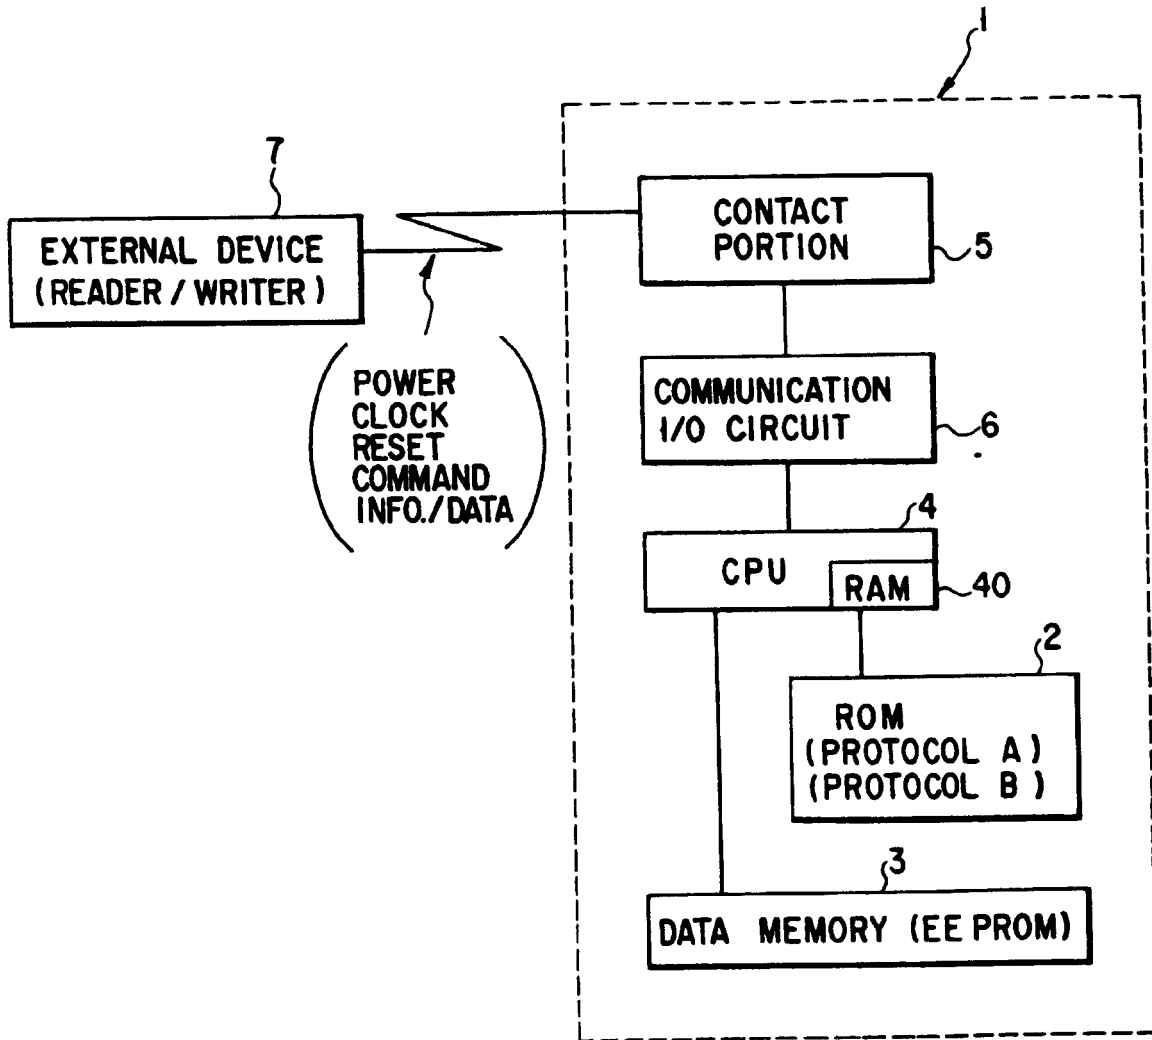 1
7
EXTERNAL DEVICE
(READER / WRITER)
CONTACT
PORTION
5
POWER
CLOCK
RESET
COMMAND
INFO./DATA
COMMUNICATION
I/O CIRCUIT
6
4
CPU
RAM
40
2
ROM
(PROTOCOL A)
(PROTOCOL B)
3
DATA MEMORY (EE PROM)